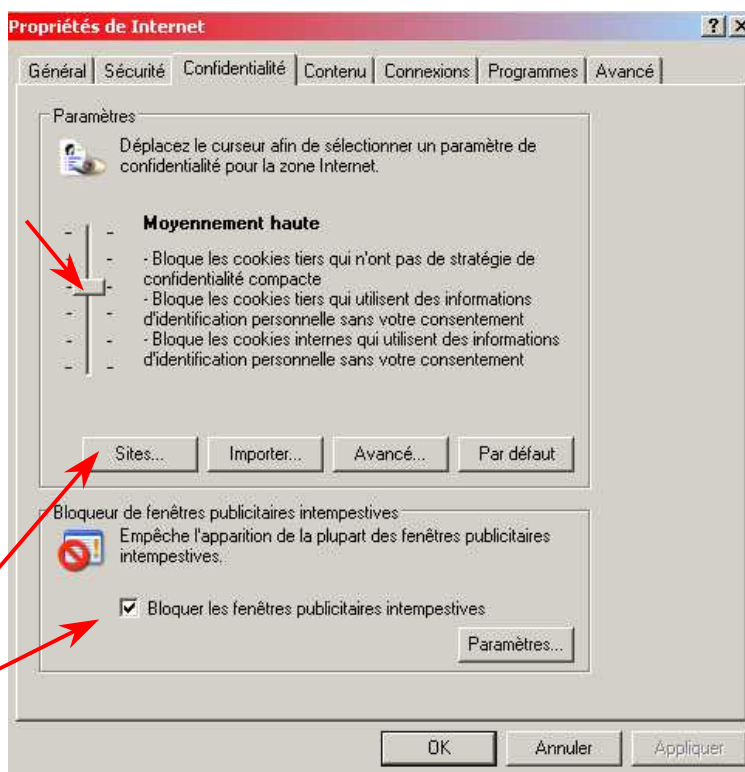 Propriétés de Internet
Général Sécurité Confidentialité Contenu Connexions Programmes Avancé
Paramètres
Déplacez le curseur afin de sélectionner un paramètre de
confidentialité pour la zone Internet.
Moyennement haute
- Bloque les cookies tiers qui n'ont pas de stratégie de
confidentialité compacte
- Bloque les cookies tiers qui utilisent des informations
d'identification personnelle sans votre consentement
- Bloque les cookies internes qui utilisent des informations
d'identification personnelle sans votre consentement
Sites... Importer... Avancé... Par défaut
Bloqueur de fenêtres publicitaires intempestives
Empêche l'apparition de la plupart des fenêtres publicitaires
intempestives.
Bloquer les fenêtres publicitaires intempestives
Paramètres...
OK Annuler Appliquer